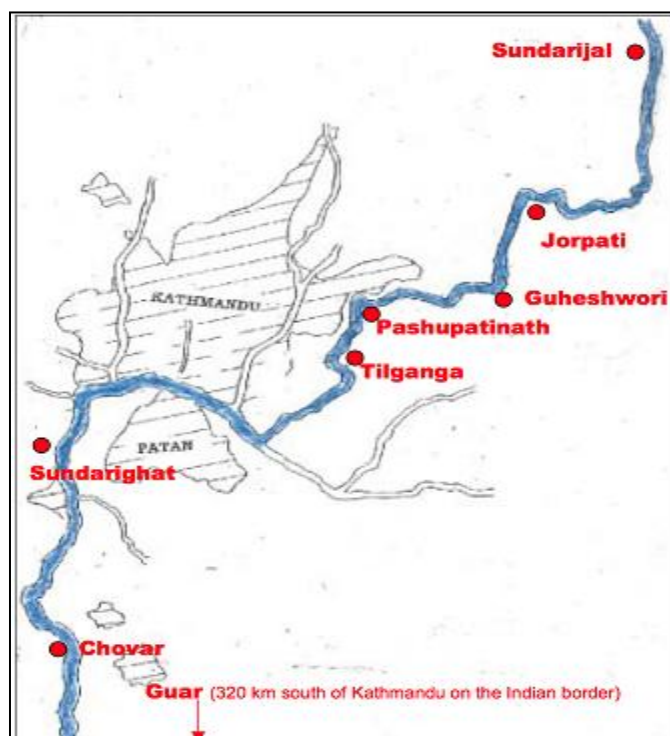 Sundarijal
Jorpati
KATHMANDU
Guheshwori
Pashupatinath
Tilganga
PATAN
Sundarighat
Chovar
Guar (320 km south of Kathmandu on the Indian border)